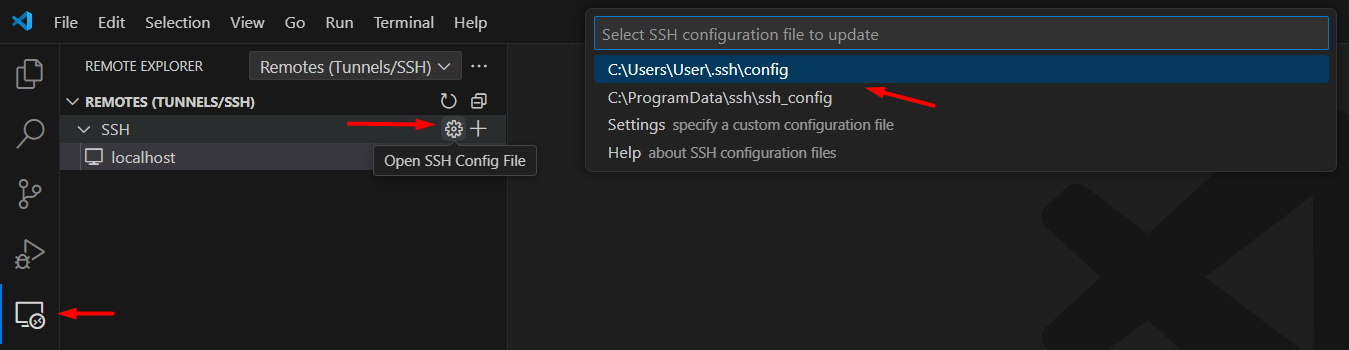 File Edit Selection View Go Run Terminal Help
REMOTE EXPLORER Remotes (Tunnels/SSH) ...
REMOTES (TUNNELS/SSH)
SSH
localhost
Open SSH Config File
Select SSH configuration file to update
C:\Users\User\.ssh\config
C:\ProgramData\ssh\ssh_config
Settings specify a custom configuration file
Help about SSH configuration files